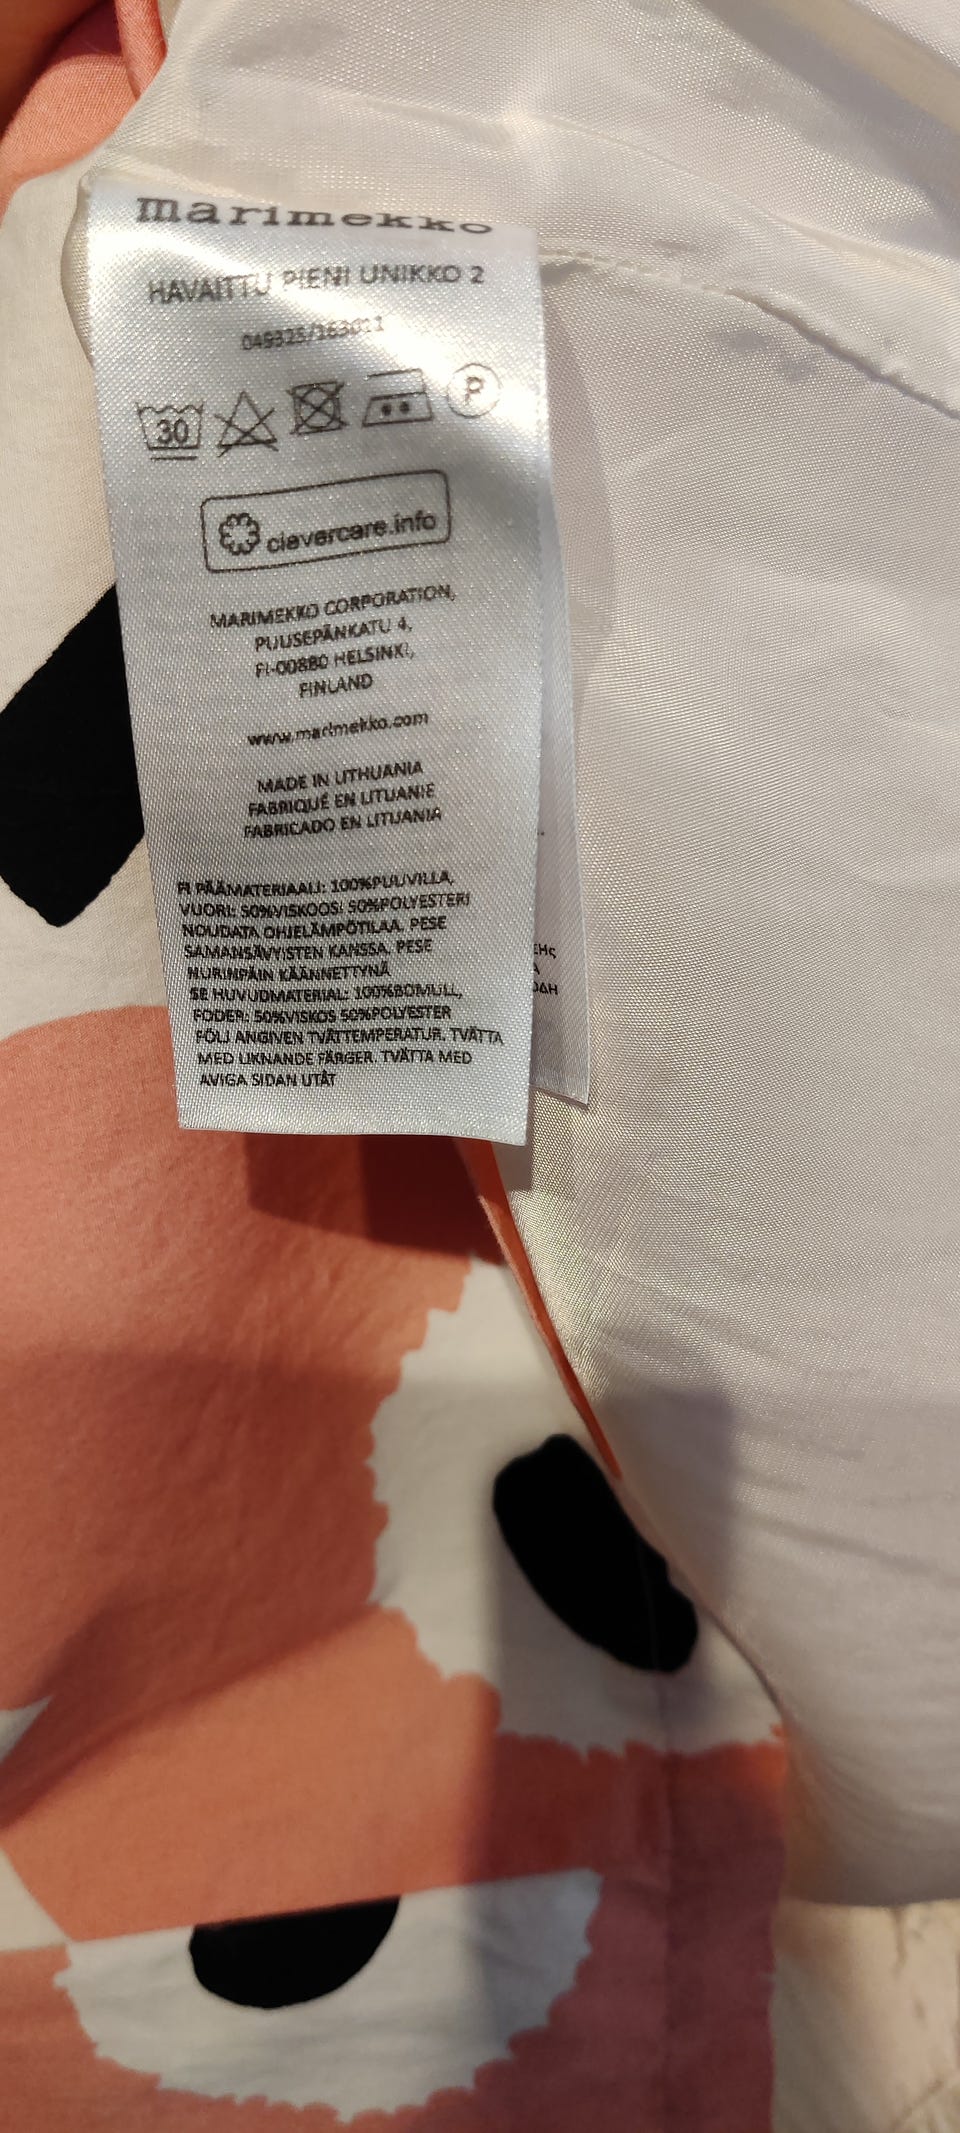 marimekko
HAVAITTU PIENI UNIKKO 2
049325/163011
30
P
clevercare.info
MARIMEKKO CORPORATION,
PUUSEPÄNKATU 4,
FI-00880 HELSINKI,
FINLAND
www.marimekko.com
MADE IN LITHUANIA
FABRIQUÉ EN LITUANIE
FABRICADO EN LITUANIA
FI PÄÄMATERIAALI: 100%PUUVILLA,
VUORI: 50%VISKOOSI 50%POLYESTERI
NOUDATA OHJELÄMPÖTILAA. PESE
SAMANSÄVYISTEN KANSSA. PESE
NURINPÄIN KÄÄNNETTYNÄ
SE HUVUDMATERIAL: 100%BOMULL,
FODER: 50%VISKOS 50%POLYESTER
FÖLJ ANGIVEN TVÄTTEMPERATUR. TVÄTTA
MED LIKNANDE FÄRGER. TVÄTTA MED
AVIGA SIDAN UTÅT